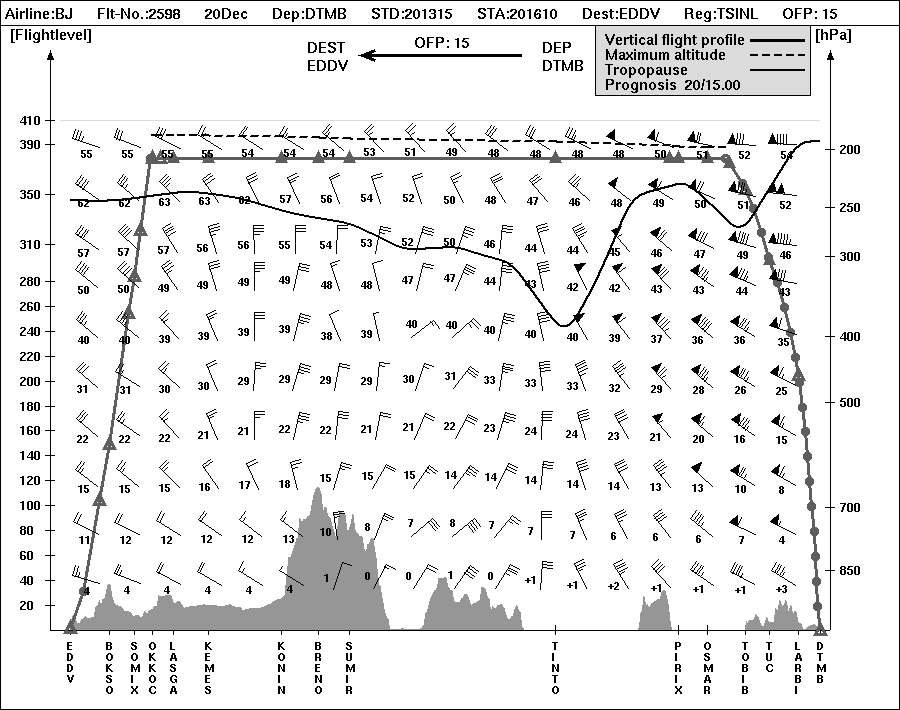 Airline:BJ Flt-No.:2598 20Dec Dep:DTMB STD:201315 STA:201610 Dest:EDDV Reg:TSINL OFP: 15
[Flightlevel] [hPa]
DEST OFP: 15 DEP
EDDV DTMB
Vertical flight profile
Maximum altitude
Tropopause
Prognosis 20/15.00
410
390 55 55 55 55 54 54 54 53 51 49 48 48 48 48 50 51 52 54 200
350 62 62 63 63 62 57 56 54 52 50 48 47 46 48 49 50 51 52 250
310 57 57 57 56 56 55 54 53 52 50 46 44 44 45 46 47 49 46 300
280 50 50 49 49 49 49 48 48 47 47 44 43 42 42 43 43 44 43
260
240 40 40 39 39 39 39 38 39 40 40 40 40 40 39 37 36 36 35 400
220
200 31 31 30 30 29 29 29 29 30 31 33 33 33 32 29 28 26 25
180 500
160 22 22 22 21 21 22 22 21 21 22 23 24 24 23 21 20 16 15
140
120 15 15 15 16 17 18 15 15 15 14 14 14 14 14 13 13 10 8
100 700
80 11 12 12 12 12 13 10 8 7 8 7 7 7 6 6 6 7 4
60
40 4 4 4 4 4 4 1 0 0 1 0 +1 +1 +2 +1 +1 +1 +3 850
20
EDDV BOKSO SOMIX OKKOC LASGA KEMES KONIN BRENO SUMIR TINTO PIRIX OSMAR TOBIB TUC LARBI DTMB